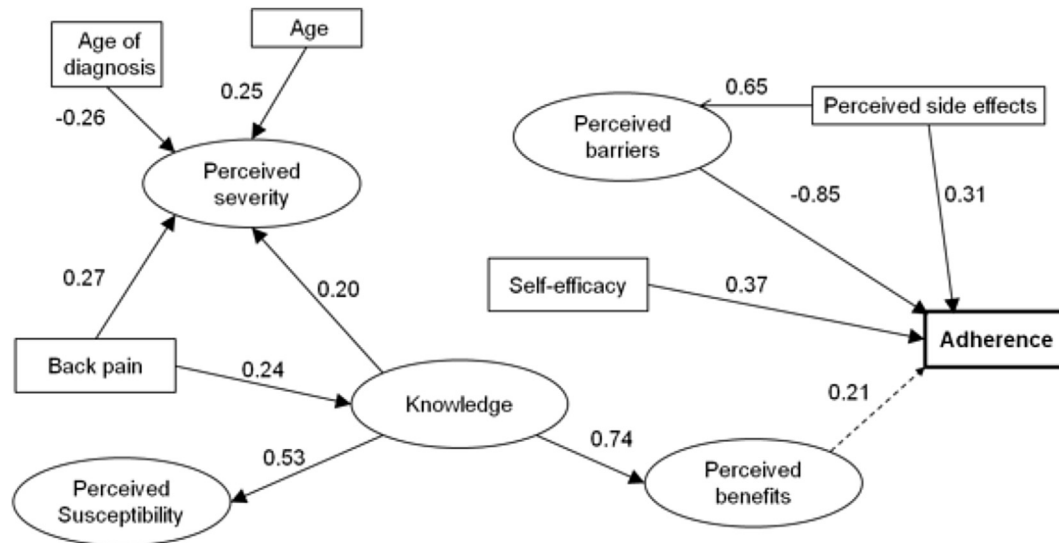 Age of
diagnosis
Age
-0.26
0.25
Perceived
severity
0.27
0.20
Back pain
0.24
Knowledge
0.53
Perceived
Susceptibility
0.74
Perceived
benefits
0.65
Perceived side effects
Perceived
barriers
-0.85
0.31
Self-efficacy
0.37
Adherence
0.21